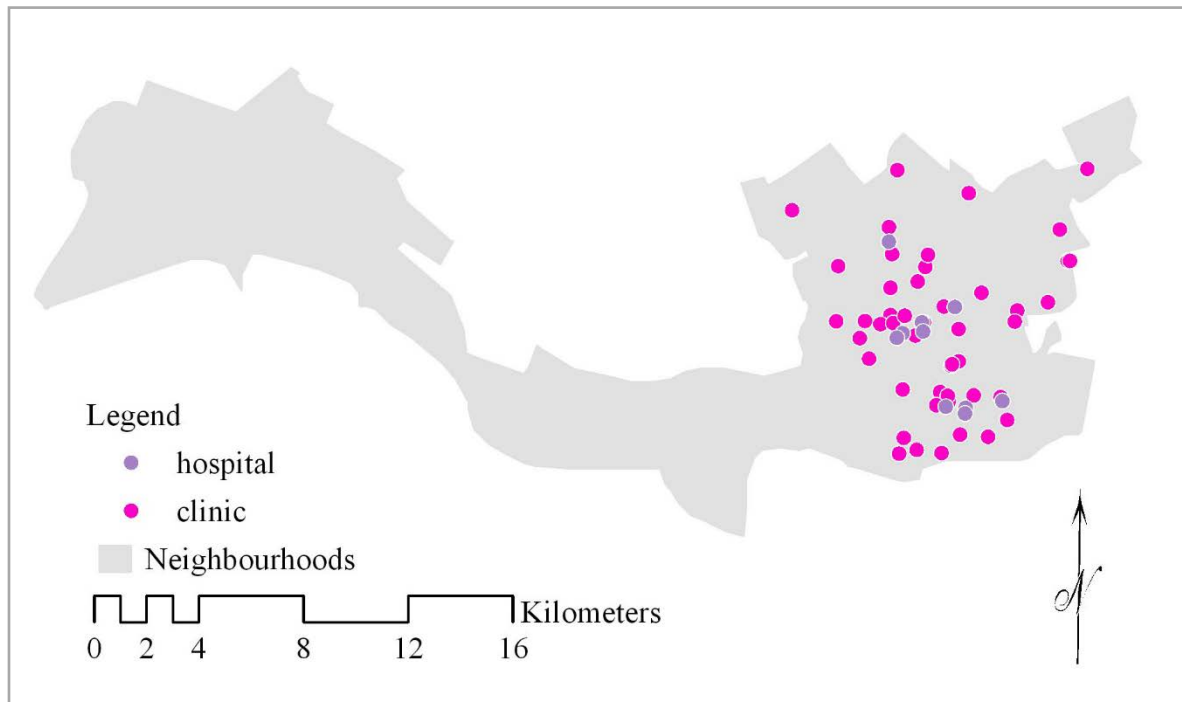 Legend
hospital
clinic
Neighbourhoods
Kilometers
0 2 4 8 12 16
N